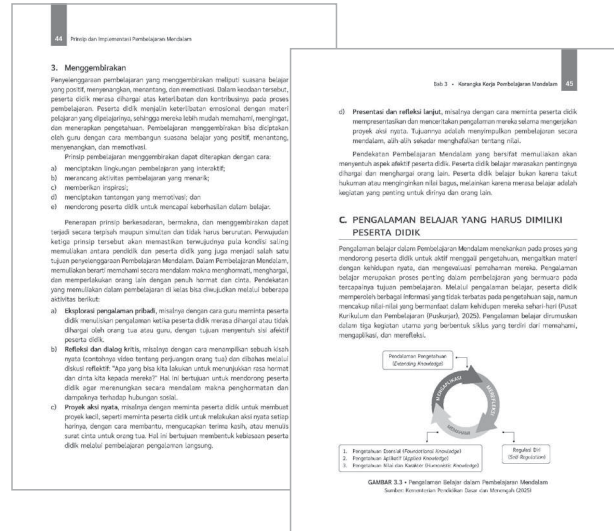 44 Prinsip dan Implementasi Pembelajaran Mendalam
3. Menggembirakan
Penyelenggaraan pembelajaran yang menggembirakan meliputi suasana belajar
yang positif, menyenangkan, menantang, dan memotivasi. Dalam keadaan tersebut,
peserta didik merasa dihargai atas keterlibatan dan kontribusinya pada proses
pembelajaran. Peserta didik menjalin keterlibatan emosional dengan materi
pelajaran yang dipelajarinya, sehingga mereka lebih mudah memahami, mengingat,
dan menerapkan pengetahuan. Pembelajaran menggembirakan bisa diciptakan
oleh guru dengan cara membangun suasana belajar yang positif, menantang,
menyenangkan, dan memotivasi.
Prinsip pembelajaran menggembirakan dapat diterapkan dengan cara:
a) menciptakan lingkungan pembelajaran yang interaktif;
b) merancang aktivitas pembelajaran yang menarik;
c) memberikan inspirasi;
d) menciptakan tantangan yang memotivasi; dan
e) mendorong peserta didik untuk mencapai keberhasilan dalam belajar.
Penerapan prinsip berkesadaran, bermakna, dan menggembirakan dapat
terjadi secara terpisah maupun simultan dan tidak harus berurutan. Perwujudan
ketiga prinsip tersebut akan memastikan terwujudnya pula kondisi saling
memuliakan antara pendidik dan peserta didik yang juga menjadi salah satu
tujuan penyelenggaraan Pembelajaran Mendalam. Dalam Pembelajaran Mendalam,
memuliakan berarti memahami secara mendalam makna menghormati, menghargai,
dan memperlakukan orang lain dengan penuh hormat dan cinta. Pendekatan
yang memuliakan dalam pembelajaran di kelas bisa diwujudkan melalui beberapa
aktivitas berikut:
a) Eksplorasi pengalaman pribadi, misalnya dengan cara guru meminta peserta
didik menuliskan pengalaman ketika peserta didik merasa dihargai atau tidak
dihargai oleh orang tua atau guru, dengan tujuan menyentuh sisi afektif
peserta didik.
b) Refleksi dan dialog kritis, misalnya dengan cara menampilkan sebuah kisah
nyata (contohnya video tentang perjuangan orang tua) dan dibahas melalui
diskusi reflektif: "Apa yang bisa kita lakukan untuk menunjukkan rasa hormat
dan cinta kita kepada mereka?" Hal ini bertujuan untuk mendorong peserta
didik agar merenungkan secara mendalam makna penghormatan dan
dampaknya terhadap hubungan sosial.
c) Proyek aksi nyata, misalnya dengan meminta peserta didik untuk membuat
proyek kecil, seperti meminta peserta didik untuk melakukan aksi nyata setiap
harinya, dengan cara membantu, mengucapkan terima kasih, atau menulis
surat cinta untuk orang tua. Hal ini bertujuan membentuk kebiasaan peserta
didik melalui pembelajaran pengalaman langsung.
Bab 3 • Kerangka Kerja Pembelajaran Mendalam 45
d) Presentasi dan refleksi lanjut, misalnya dengan cara meminta peserta didik
mempresentasikan dan menceritakan pengalaman mereka selama mengerjakan
proyek aksi nyata. Tujuannya adalah menyimpulkan pembelajaran secara
mendalam, alih alih sekadar menghafalkan tentang nilai.
Pendekatan Pembelajaran Mendalam yang bersifat memuliakan akan
menyentuh aspek afektif peserta didik. Peserta didik belajar merasakan pentingnya
dihargai dan menghargai orang lain. Peserta didik belajar bukan karena takut
hukuman atau menginginkan nilai bagus, melainkan karena merasa belajar adalah
kegiatan yang penting untuk dirinya dan orang lain.
C. PENGALAMAN BELAJAR YANG HARUS DIMILIKI
PESERTA DIDIK
Pengalaman belajar dalam Pembelajaran Mendalam menekankan pada proses yang
mendorong peserta didik untuk aktif menggali pengetahuan, mengaitkan materi
dengan kehidupan nyata, dan mengevaluasi pemahaman mereka. Pengalaman
belajar merupakan proses penting dalam pembelajaran yang bermuara pada
tercapainya tujuan pembelajaran. Melalui pengalaman belajar, peserta didik
memperoleh berbagai informasi yang tidak terbatas pada pengetahuan saja, namun
mencakup nilai-nilai yang bermanfaat dalam kehidupan mereka sehari-hari (Pusat
Kurikulum dan Pembelajaran (Puskurjar), 2025). Pengalaman belajar dirumuskan
dalam tiga kegiatan utama yang berbentuk siklus yang terdiri dari memahami,
mengaplikasi, dan merefleksi.
Pendalaman Pengetahuan
(Extending Knowledge)
MENGAPLIKASI
MEREFLEKSI
MEMAHAMI
1. Pengetahuan Esensial (Foundational Knowledge)
2. Pengetahuan Aplikatif (Applied Knowledge)
3. Pengetahuan Nilai dan Karakter (Humanistic Knowledge)
Regulasi Diri
(Self Regulation)
GAMBAR 3.3 • Pengalaman Belajar dalam Pembelajaran Mendalam
Sumber: Kementerian Pendidikan Dasar dan Menengah (2025)